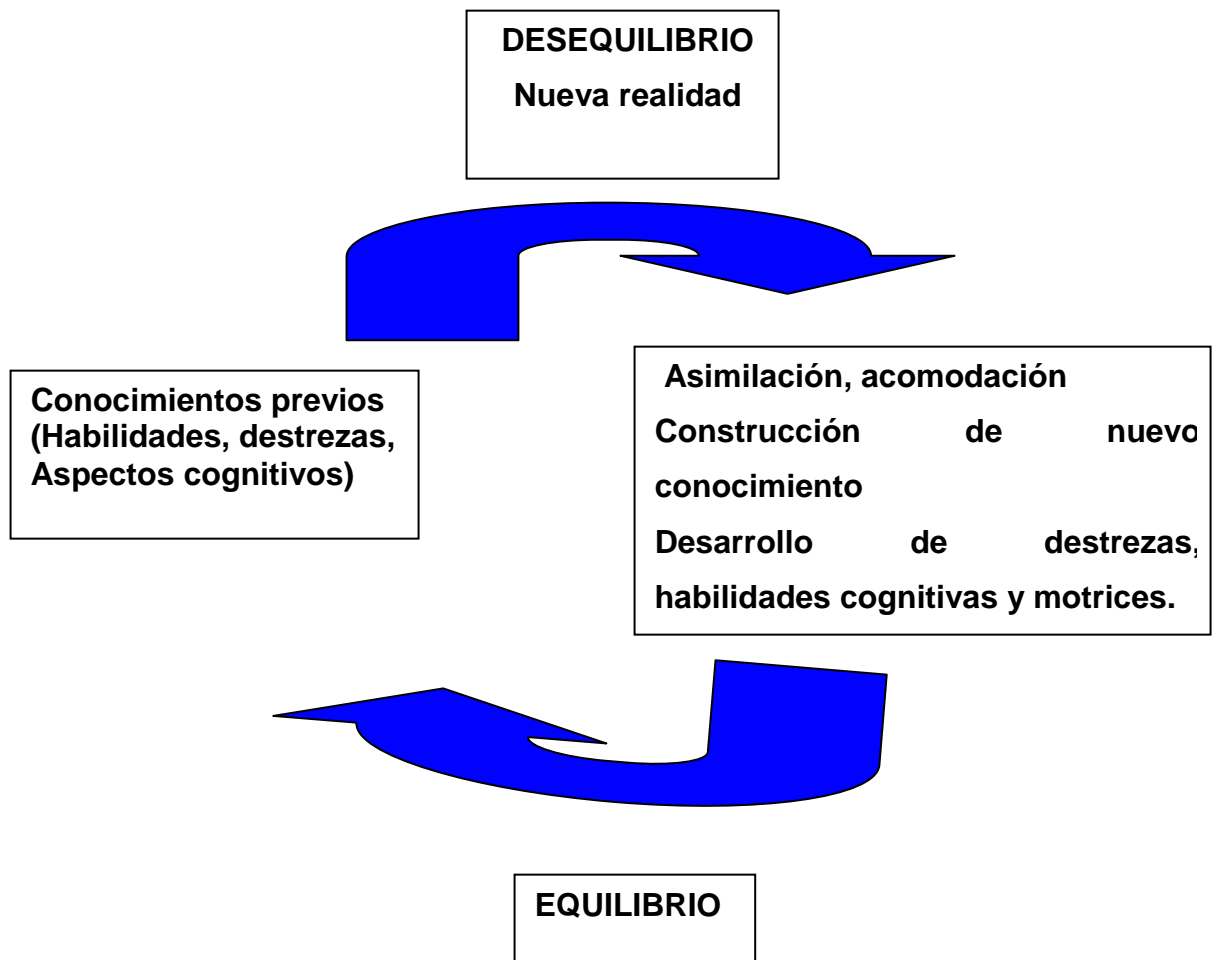 DESEQUILIBRIO
Nueva realidad
Conocimientos previos
(Habilidades, destrezas,
Aspectos cognitivos)
Asimilación, acomodación
Construcción de nuevo
conocimiento
Desarrollo de destrezas,
habilidades cognitivas y motrices.
EQUILIBRIO